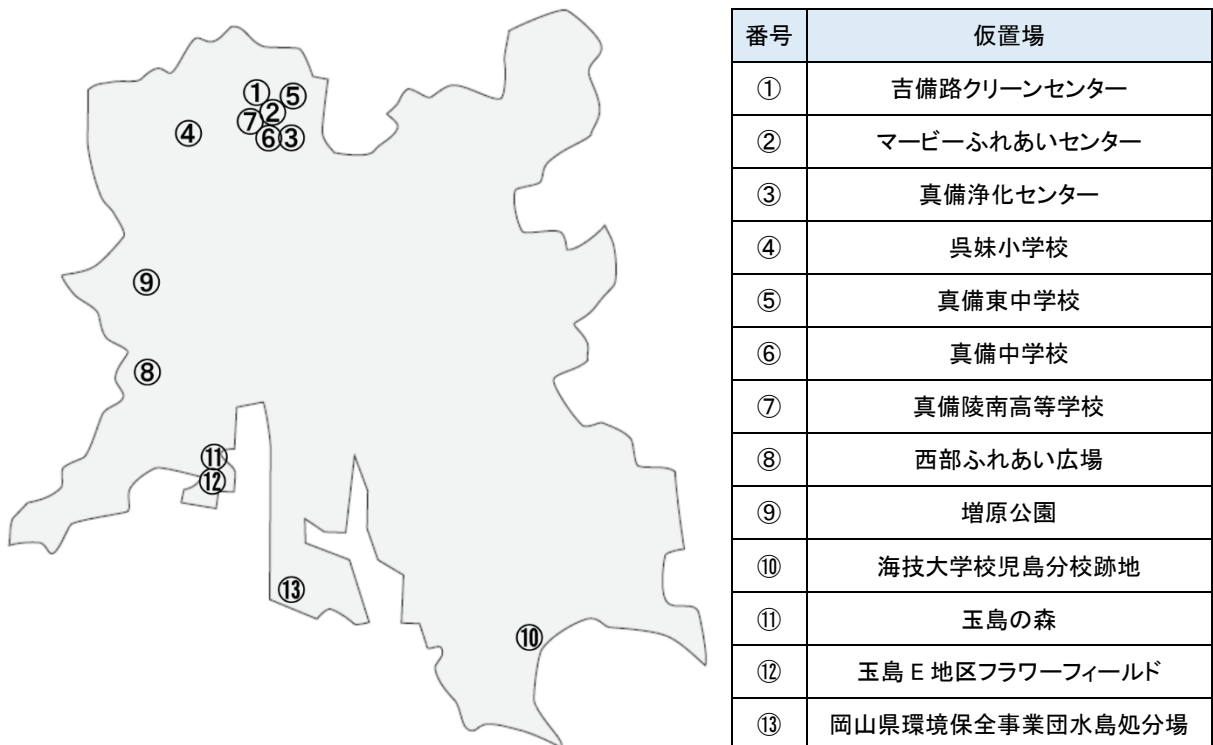 ①
⑤
②
⑦
④
⑥③
⑨
⑧
⑪
⑫
⑬
⑩
番号 仮置場
① 吉備路クリーンセンター
② マービーふれあいセンター
③ 真備浄化センター
④ 呉妹小学校
⑤ 真備東中学校
⑥ 真備中学校
⑦ 真備陵南高等学校
⑧ 西部ふれあい広場
⑨ 増原公園
⑩ 海技大学校児島分校跡地
⑪ 玉島の森
⑫ 玉島 E 地区フラワーフィールド
⑬ 岡山県環境保全事業団水島処分場